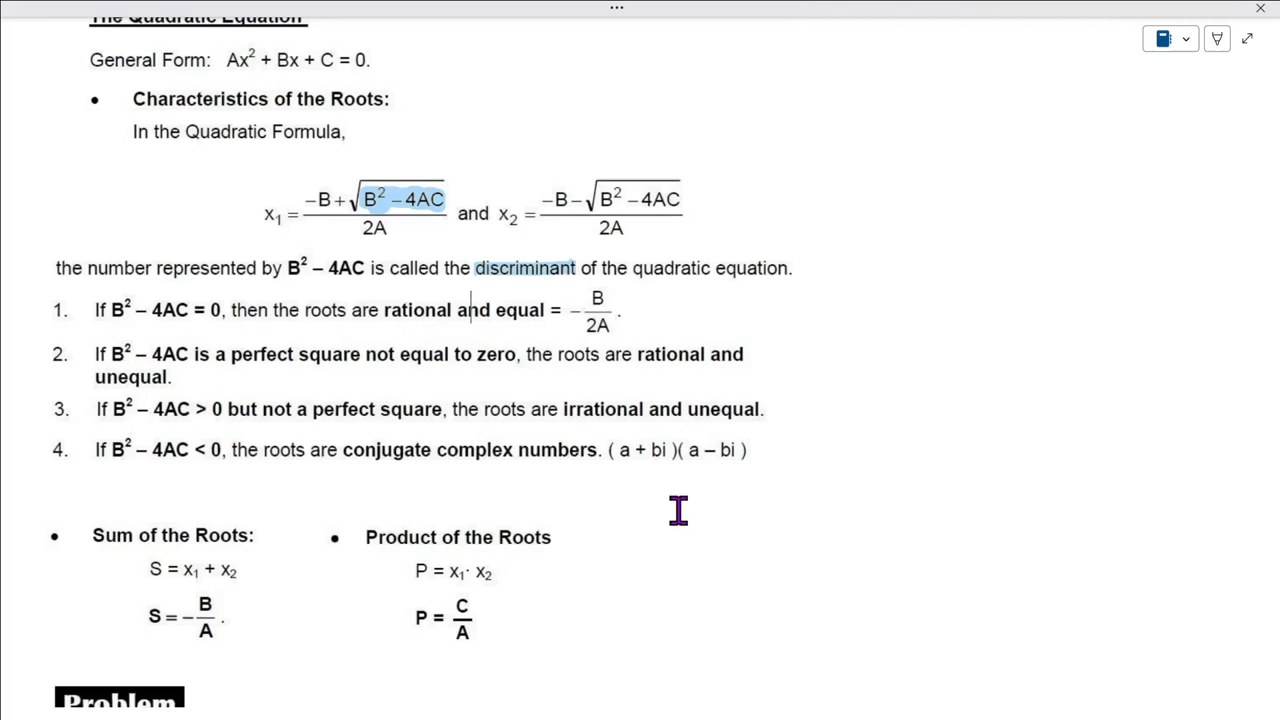 The Quadratic Equation
General Form: Ax² + Bx + C = 0.
• Characteristics of the Roots:
In the Quadratic Formula,
x₁ = (−B + √(B² − 4AC)) / 2A and x₂ = (−B − √(B² − 4AC)) / 2A
the number represented by B² – 4AC is called the discriminant of the quadratic equation.
1. If B² – 4AC = 0, then the roots are rational and equal = − B / 2A .
2. If B² – 4AC is a perfect square not equal to zero, the roots are rational and
unequal.
3. If B² – 4AC > 0 but not a perfect square, the roots are irrational and unequal.
4. If B² – 4AC < 0, the roots are conjugate complex numbers. ( a + bi )( a – bi )
• Sum of the Roots:
S = x₁ + x₂
S = − B / A .
• Product of the Roots
P = x₁· x₂
P = C / A
Problem